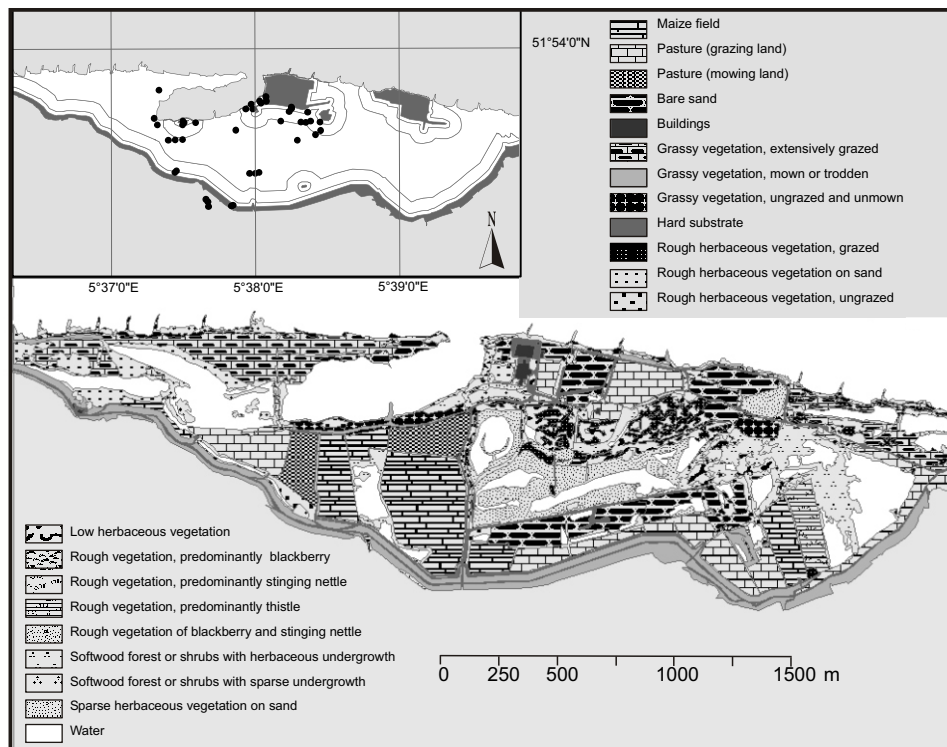 51°54'0"N
N
5°37'0"E
5°38'0"E
5°39'0"E
Maize field
Pasture (grazing land)
Pasture (mowing land)
Bare sand
Buildings
Grassy vegetation, extensively grazed
Grassy vegetation, mown or trodden
Grassy vegetation, ungrazed and unmown
Hard substrate
Rough herbaceous vegetation, grazed
Rough herbaceous vegetation on sand
Rough herbaceous vegetation, ungrazed
Low herbaceous vegetation
Rough vegetation, predominantly blackberry
Rough vegetation, predominantly stinging nettle
Rough vegetation, predominantly thistle
Rough vegetation of blackberry and stinging nettle
Softwood forest or shrubs with herbaceous undergrowth
Softwood forest or shrubs with sparse undergrowth
Sparse herbaceous vegetation on sand
Water
0 250 500 1000 1500 m